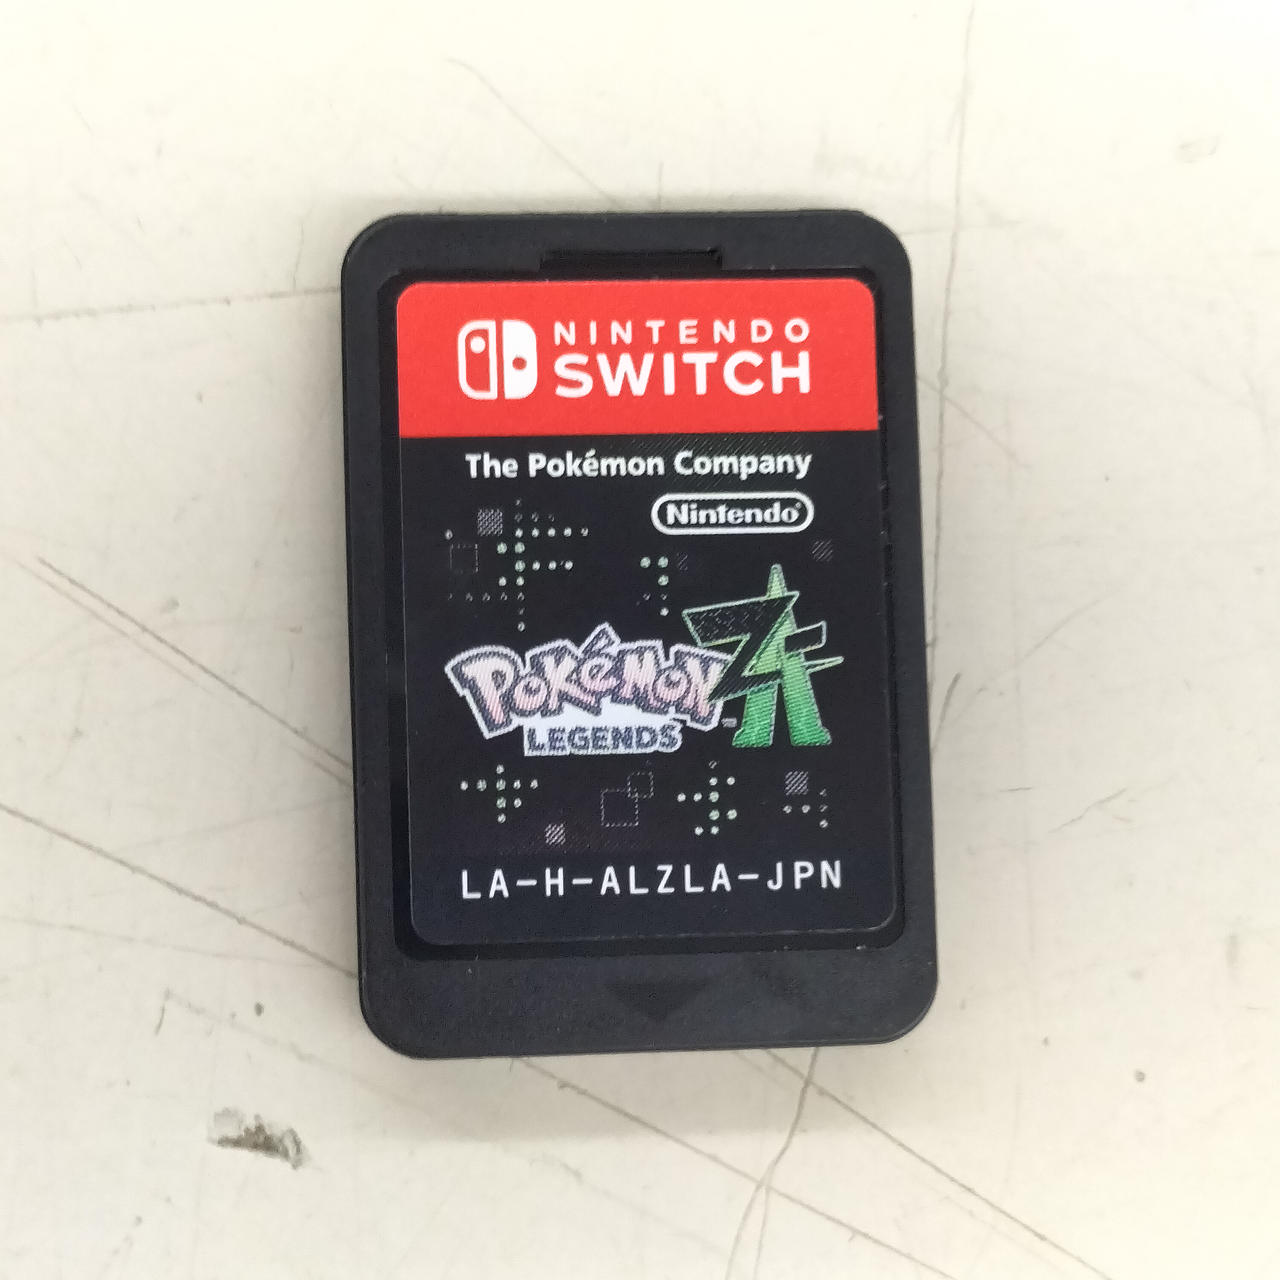 NINTENDO
SWITCH
The Pokémon Company
Nintendo
POKÉMON
LEGENDS
Z-A
LA-H-ALZLA-JPN